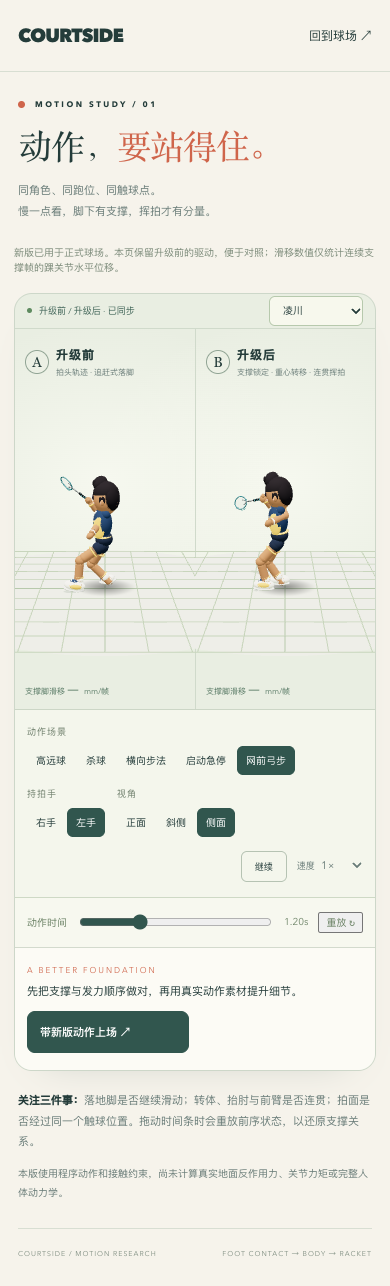 COURTSIDE
回到球场 ↗
MOTION STUDY / 01
动作，要站得住。
同角色、同跑位、同触球点。
慢一点看，脚下有支撑，挥拍才有分量。
新版已用于正式球场。本页保留升级前的驱动，便于对照；滑移数值仅统计连续支
撑帧的踝关节水平位移。
升级前 / 升级后 · 已同步
凌川
A 升级前
拍头轨迹 · 追赶式落脚
B 升级后
支撑锁定 · 重心转移 · 连贯挥拍
支撑脚滑移 — mm/帧
支撑脚滑移 — mm/帧
动作场景
高远球 杀球 横向步法 启动急停 网前弓步
持拍手 视角
右手 左手 正面 斜侧 侧面
继续 速度 1×
动作时间 1.20s 重放 ↻
A BETTER FOUNDATION
先把支撑与发力顺序做对，再用真实动作素材提升细节。
带新版动作上场 ↗
关注三件事：落地脚是否继续滑动；转体、抬肘与前臂是否连贯；拍面是
否经过同一个触球位置。拖动时间条时会重放前序状态，以还原支撑关
系。
本版使用程序动作和接触约束，尚未计算真实地面反作用力、关节力矩或完整人
体动力学。
COURTSIDE / MOTION RESEARCH
FOOT CONTACT → BODY → RACKET